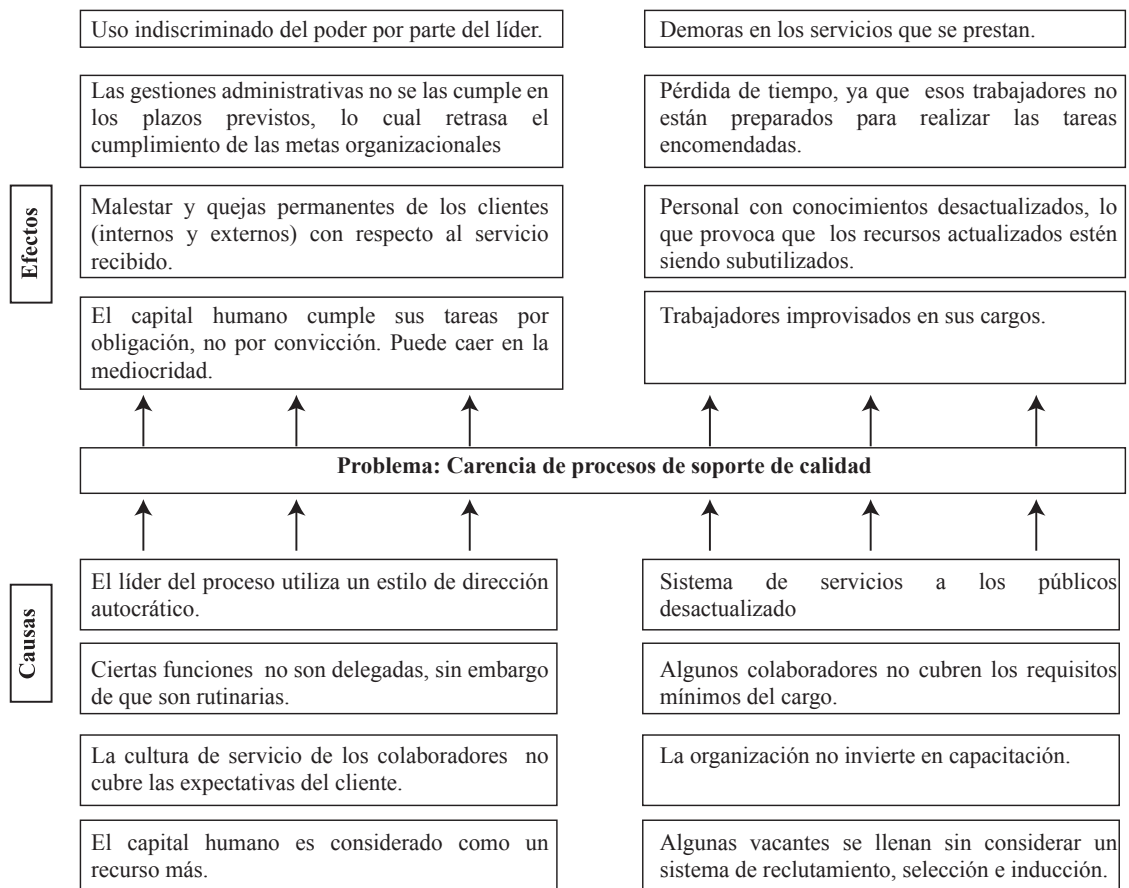 Uso indiscriminado del poder por parte del líder.
Demoras en los servicios que se prestan.
Las gestiones administrativas no se las cumple en
los plazos previstos, lo cual retrasa el
cumplimiento de las metas organizacionales
Pérdida de tiempo, ya que esos trabajadores no
están preparados para realizar las tareas
encomendadas.
Efectos
Malestar y quejas permanentes de los clientes
(internos y externos) con respecto al servicio
recibido.
Personal con conocimientos desactualizados, lo
que provoca que los recursos actualizados estén
siendo subutilizados.
El capital humano cumple sus tareas por
obligación, no por convicción. Puede caer en la
mediocridad.
Trabajadores improvisados en sus cargos.
Problema: Carencia de procesos de soporte de calidad
Causas
El líder del proceso utiliza un estilo de dirección
autocrático.
Sistema de servicios a los públicos
desactualizado
Ciertas funciones no son delegadas, sin embargo
de que son rutinarias.
Algunos colaboradores no cubren los requisitos
mínimos del cargo.
La cultura de servicio de los colaboradores no
cubre las expectativas del cliente.
La organización no invierte en capacitación.
El capital humano es considerado como un
recurso más.
Algunas vacantes se llenan sin considerar un
sistema de reclutamiento, selección e inducción.